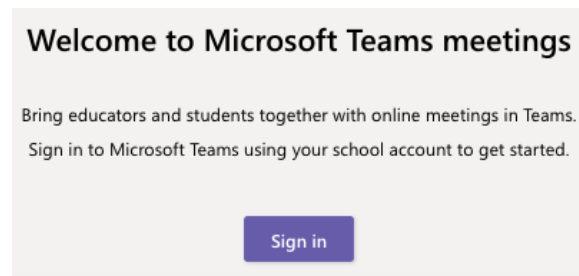 Welcome to Microsoft Teams meetings
Bring educators and students together with online meetings in Teams.
Sign in to Microsoft Teams using your school account to get started.
Sign in